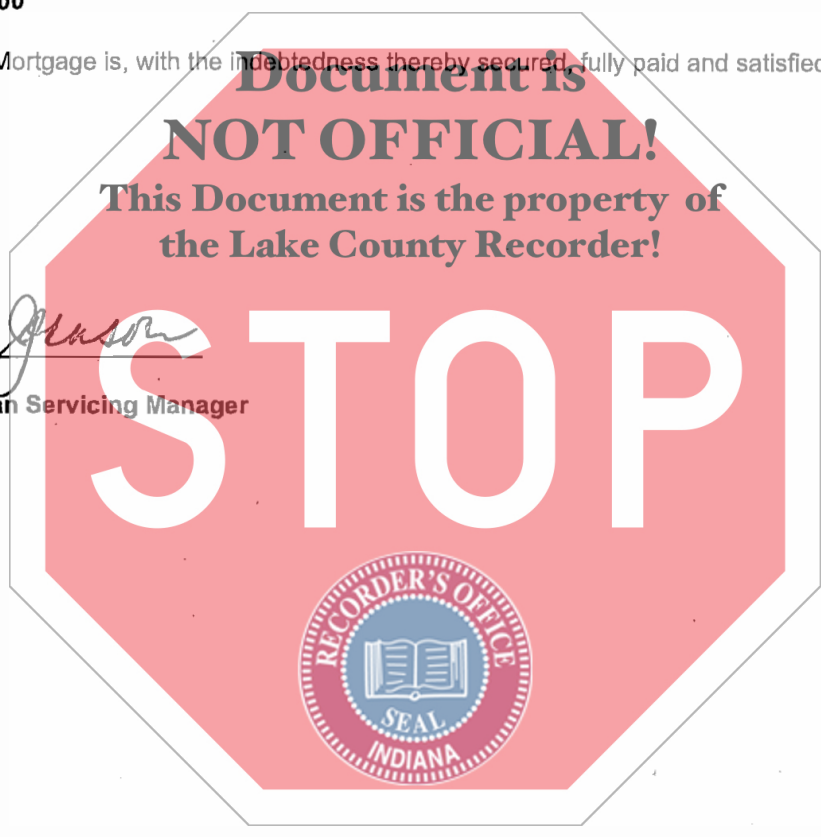 00
Mortgage is, with the indebtedness thereby secured, fully paid and satisfied
Document is
NOT OFFICIAL!
This Document is the property of
the Lake County Recorder!
n Servicing Manager
STOP
RECORDER'S OFFICE
SEAL
INDIANA